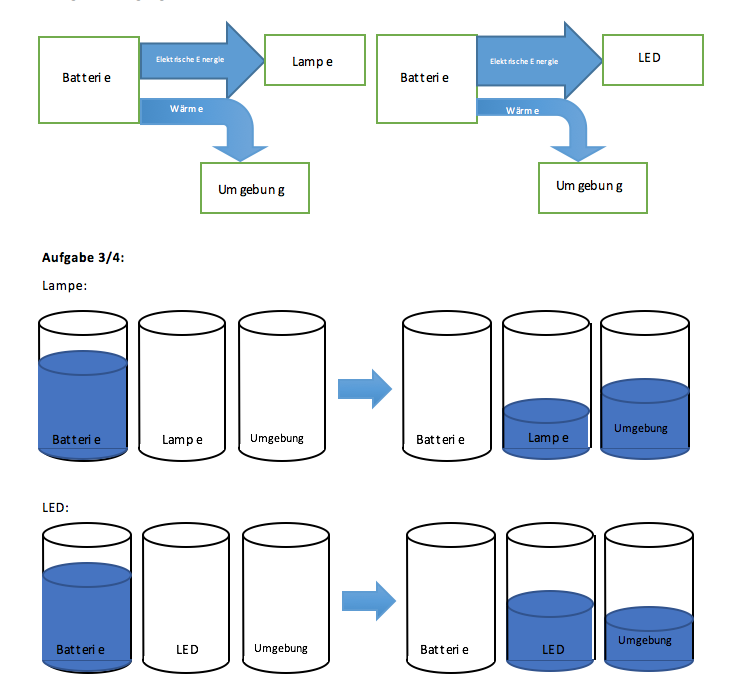 Elektrische Energie
Lampe
Batterie
Wärme
Umgebung
Elektrische Energie
LED
Batterie
Wärme
Umgebung
Aufgabe 3/4:
Lampe:
Batterie Lampe Umgebung Batterie Lampe Umgebung
LED:
Batterie LED Umgebung Batterie LED Umgebung